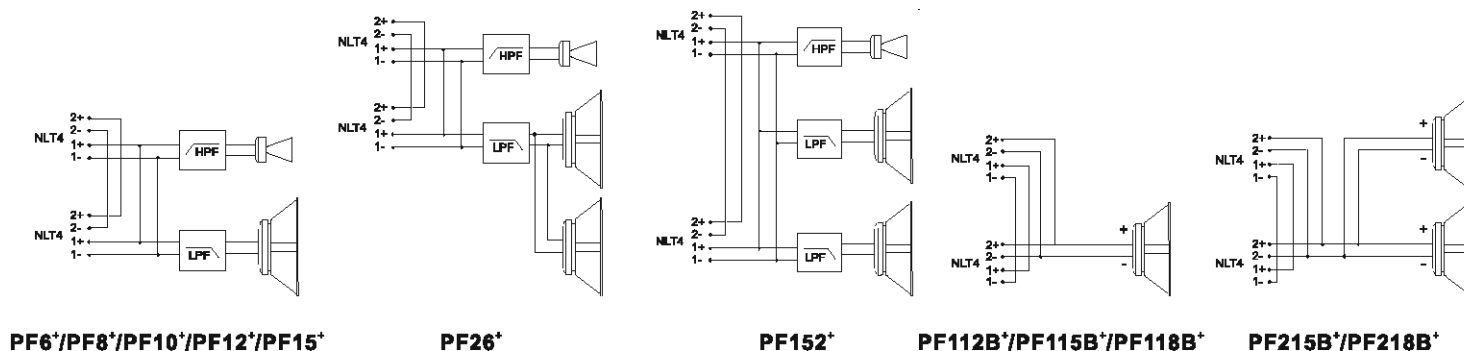 2+
2-
NLT4
1+
1-
HPF
2+
2-
NLT4
1+
1-
LPF
PF6⁺/PF8⁺/PF10⁺/PF12⁺/PF15⁺
2+
2-
NLT4
1+
1-
HPF
2+
2-
NLT4
1+
1-
LPF
PF26⁺
2+
2-
NLT4
1+
1-
HPF
LPF
2+
2-
NLT4
1+
1-
LPF
PF152⁺
2+
2-
NLT4
1+
1-
2+
2-
NLT4
1+
1-
+
-
PF112B⁺/PF115B⁺/PF118B⁺
2+
2-
NLT4
1+
1-
+
-
2+
2-
NLT4
1+
1-
+
-
PF215B⁺/PF218B⁺